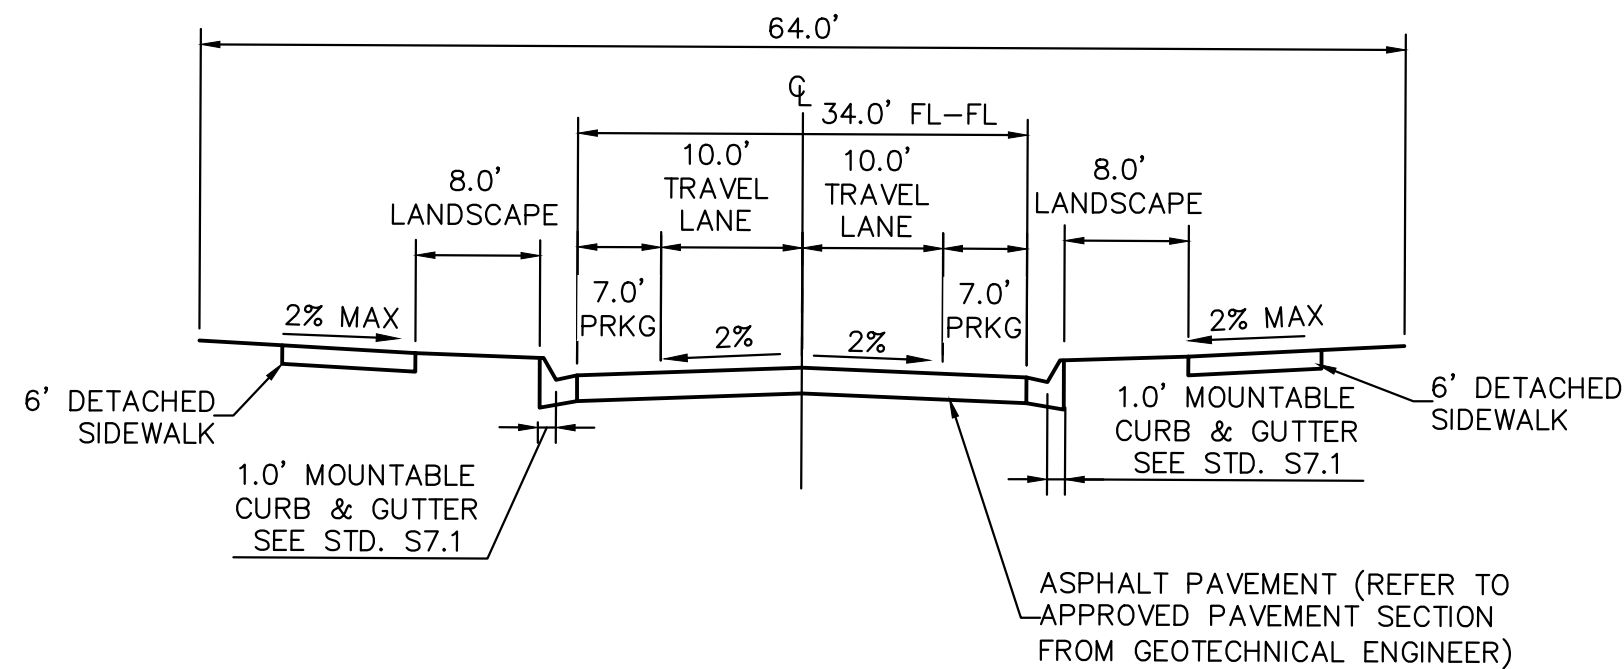 64.0'
℄
34.0' FL-FL
10.0'
TRAVEL
LANE
10.0'
TRAVEL
LANE
8.0'
LANDSCAPE
8.0'
LANDSCAPE
7.0'
PRKG
7.0'
PRKG
2% MAX
2%
2%
2% MAX
6' DETACHED
SIDEWALK
6' DETACHED
SIDEWALK
1.0' MOUNTABLE
CURB & GUTTER
SEE STD. S7.1
1.0' MOUNTABLE
CURB & GUTTER
SEE STD. S7.1
ASPHALT PAVEMENT (REFER TO
APPROVED PAVEMENT SECTION
FROM GEOTECHNICAL ENGINEER)